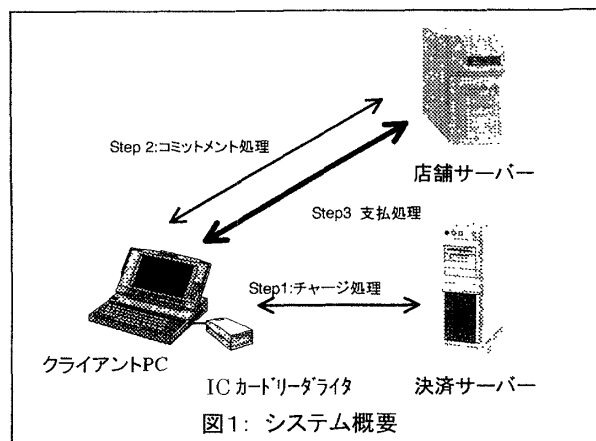 Step 2:コミットメント処理
店舗サーバー
Step3 支払処理
Step1:チャージ処理
クライアントPC
ICカードリーダライタ
決済サーバー
図1: システム概要